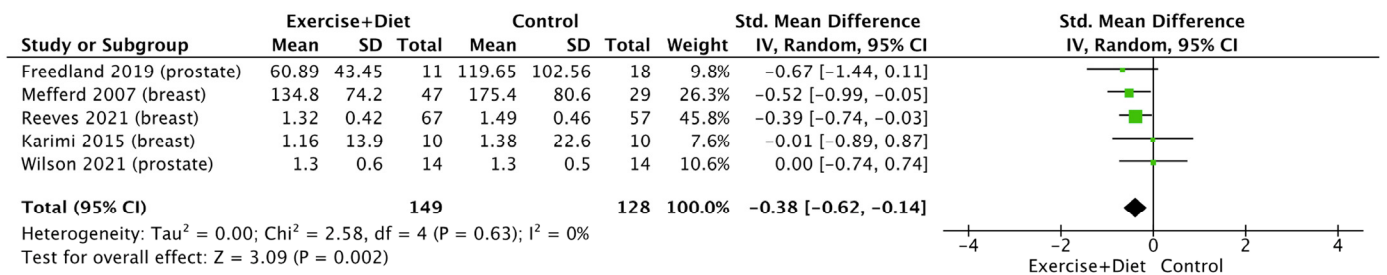 Exercise+Diet Control Std. Mean Difference Std. Mean Difference
Study or Subgroup Mean SD Total Mean SD Total Weight IV, Random, 95% CI IV, Random, 95% CI
Freedland 2019 (prostate) 60.89 43.45 11 119.65 102.56 18 9.8% −0.67 [−1.44, 0.11]
Mefferd 2007 (breast) 134.8 74.2 47 175.4 80.6 29 26.3% −0.52 [−0.99, −0.05]
Reeves 2021 (breast) 1.32 0.42 67 1.49 0.46 57 45.8% −0.39 [−0.74, −0.03]
Karimi 2015 (breast) 1.16 13.9 10 1.38 22.6 10 7.6% −0.01 [−0.89, 0.87]
Wilson 2021 (prostate) 1.3 0.6 14 1.3 0.5 14 10.6% 0.00 [−0.74, 0.74]
Total (95% CI) 149 128 100.0% −0.38 [−0.62, −0.14]
Heterogeneity: Tau² = 0.00; Chi² = 2.58, df = 4 (P = 0.63); I² = 0%
Test for overall effect: Z = 3.09 (P = 0.002)
−4 −2 0 2 4
Exercise+Diet Control